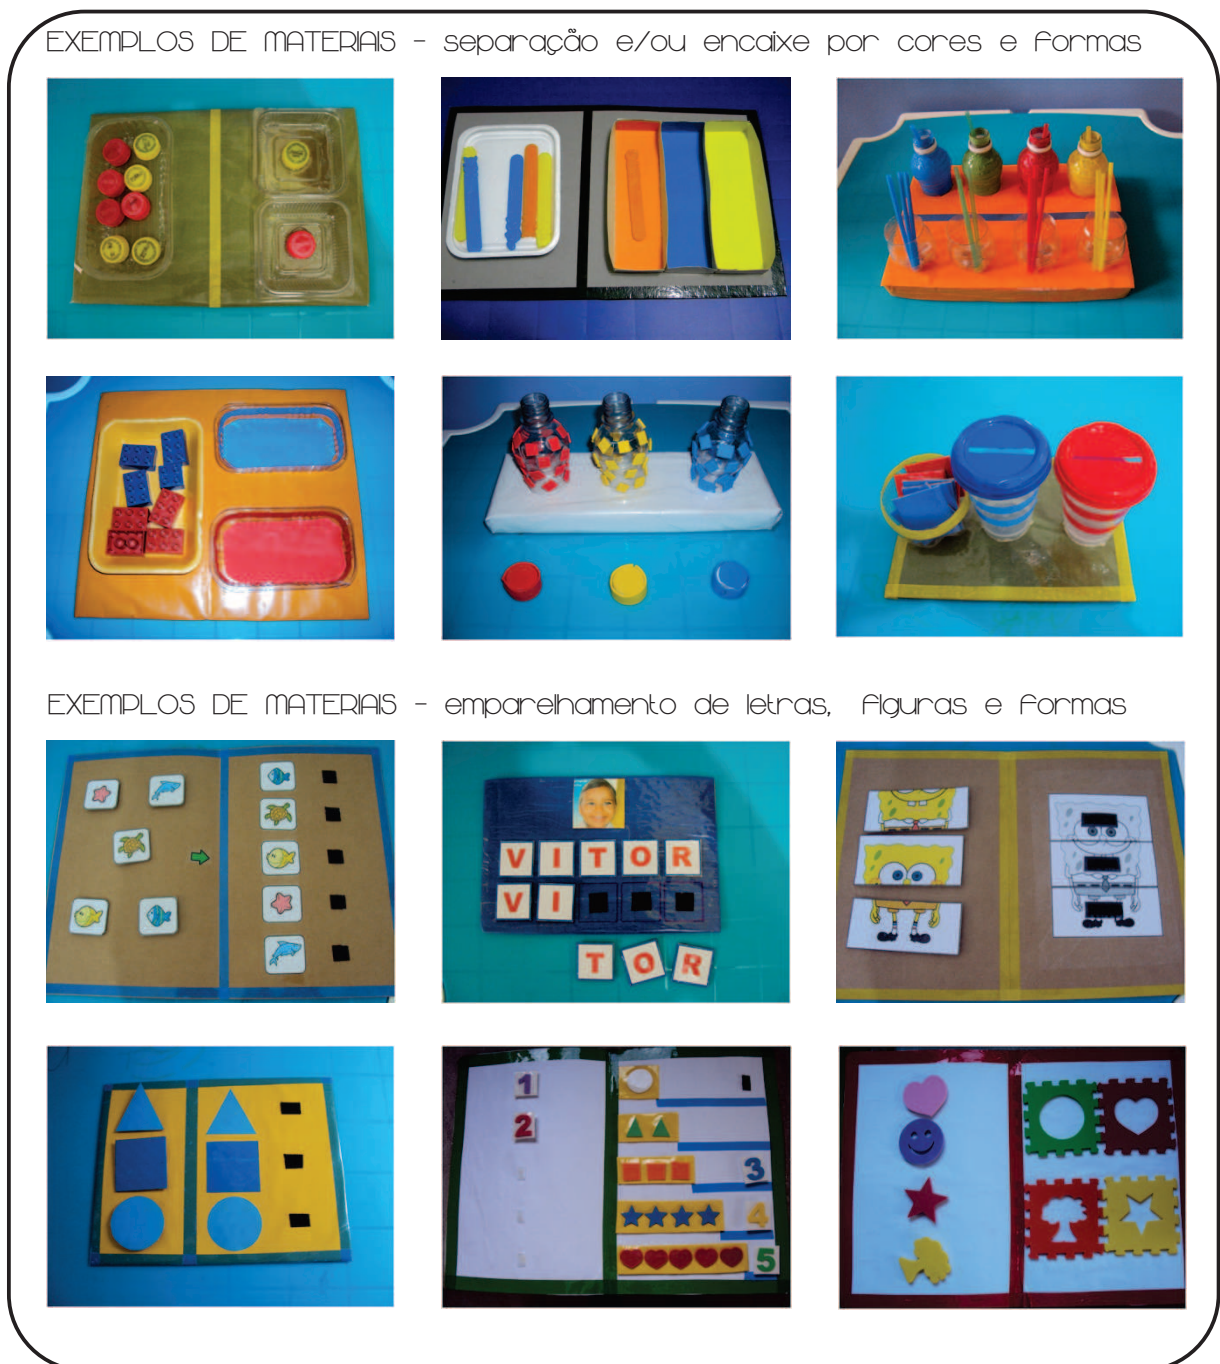 EXEMPLOS DE MATERIAIS - separação e/ou encaixe por cores e formas
EXEMPLOS DE MATERIAIS - emparelhamento de letras, figuras e formas
VITOR
VI
TOR
1
2
3
4
5